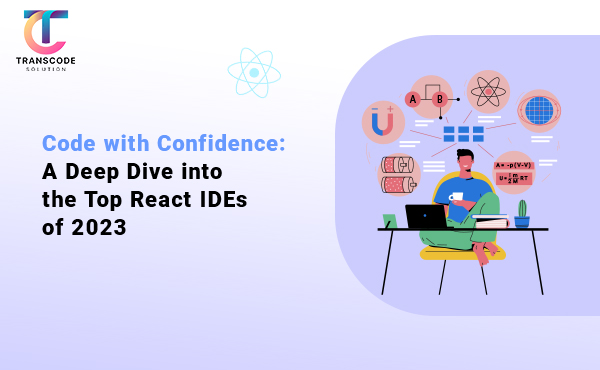 TRANSCODE
SOLUTION
Code with Confidence:
A Deep Dive into
the Top React IDEs
of 2023
A
B
A= -p(V-V)